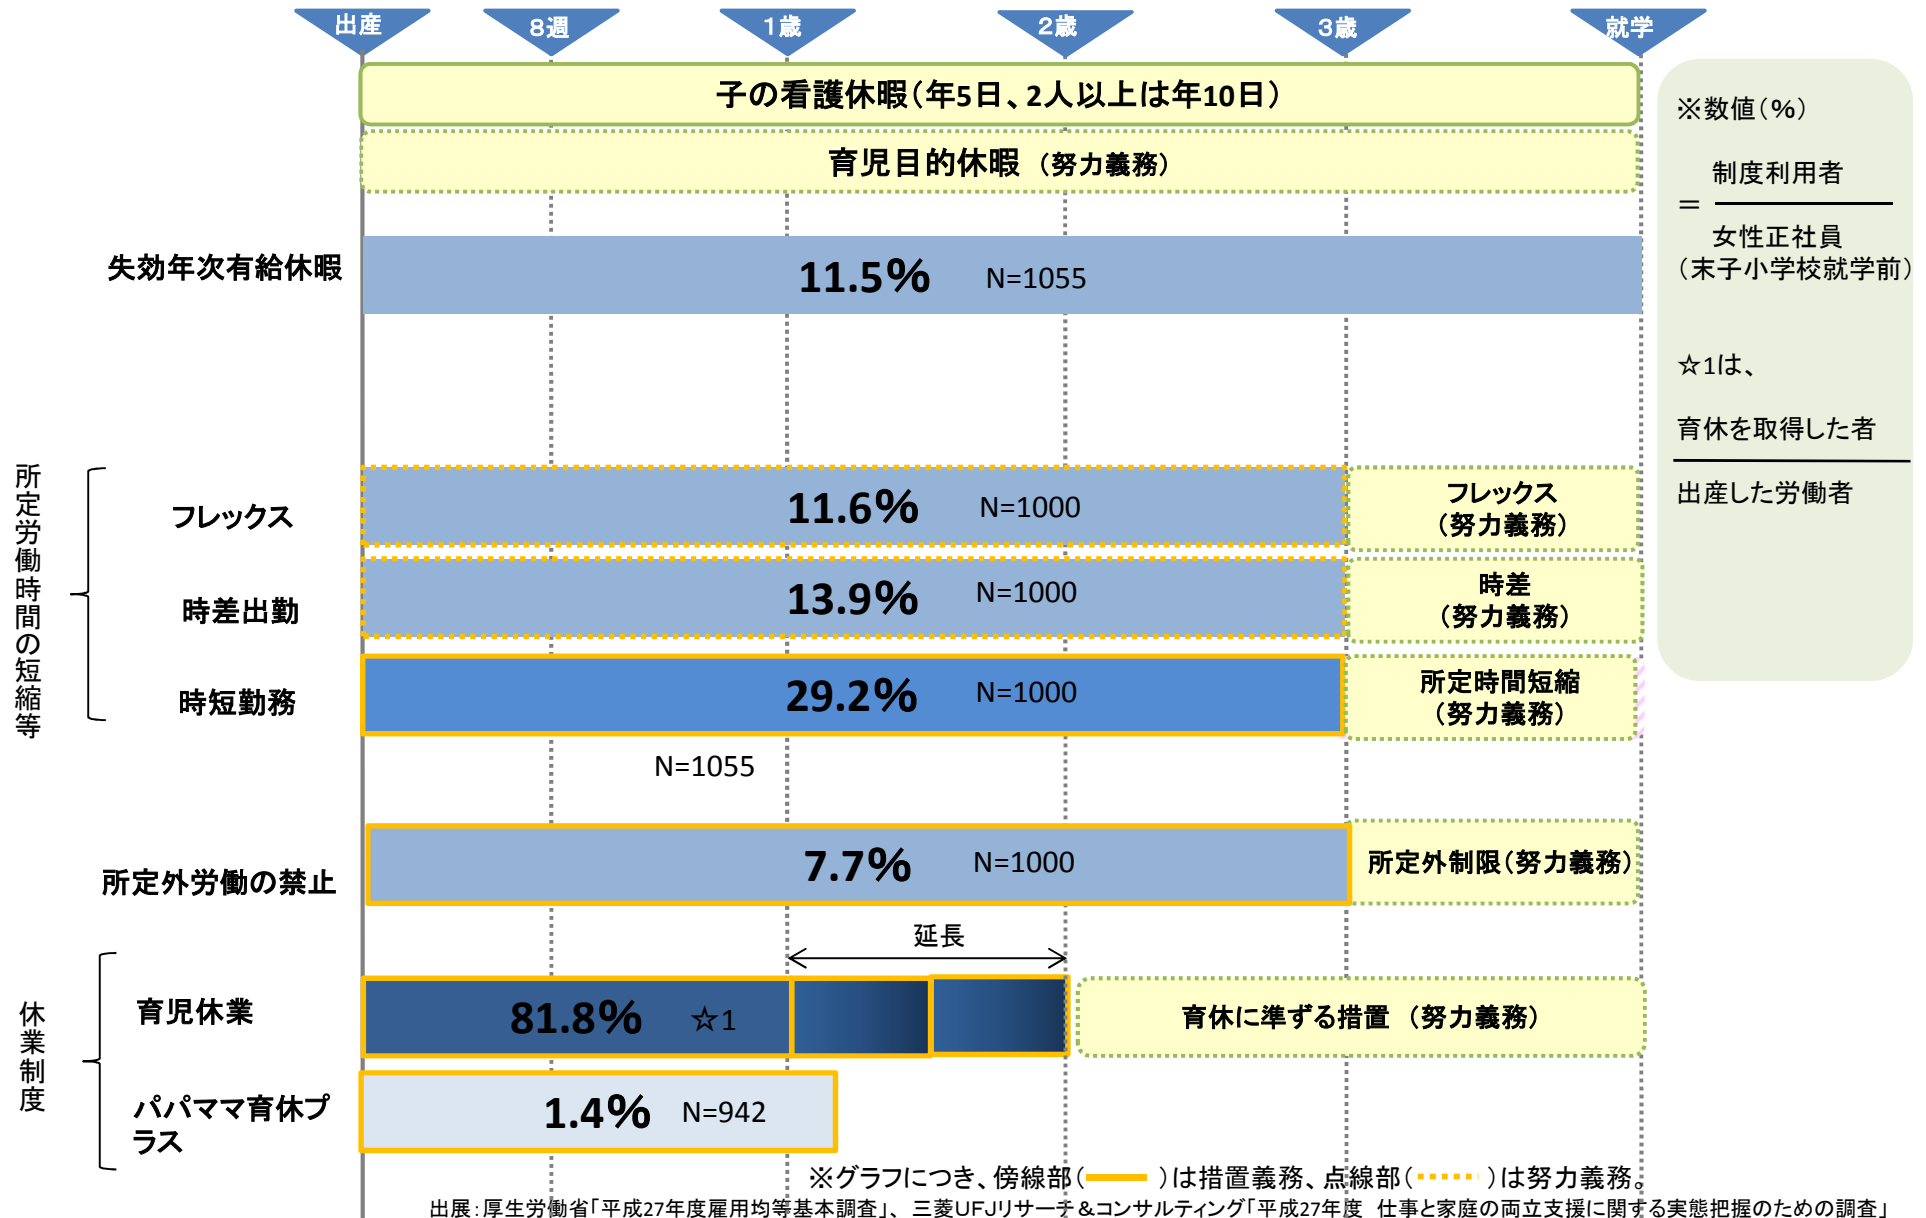 出産
8週
1歳
2歳
3歳
就学
子の看護休暇（年5日、2人以上は年10日）
育児目的休暇（努力義務）
失効年次有給休暇
11.5% N=1055
所定労働時間の短縮等
フレックス
11.6% N=1000
フレックス
（努力義務）
時差出勤
13.9% N=1000
時差
（努力義務）
時短勤務
29.2% N=1000
所定時間短縮
（努力義務）
N=1055
所定外労働の禁止
7.7% N=1000
所定外制限（努力義務）
延長
休業制度
育児休業
81.8% ☆1
育休に準ずる措置（努力義務）
パパママ育休プ
ラス
1.4% N=942
※数値（％）
制度利用者
＝
女性正社員
（末子小学校就学前）
☆1は、
育休を取得した者
出産した労働者
※グラフにつき、傍線部（ ）は措置義務、点線部（ ）は努力義務。
出展：厚生労働省「平成27年度雇用均等基本調査」、三菱UFJリサーチ＆コンサルティング「平成27年度 仕事と家庭の両立支援に関する実態把握のための調査」